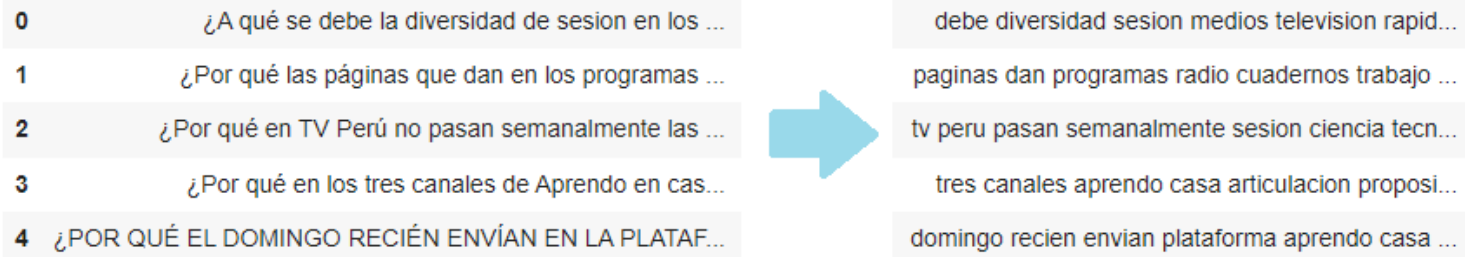 0 ¿A qué se debe la diversidad de sesion en los ... debe diversidad sesion medios television rapid...
1 ¿Por qué las páginas que dan en los programas ... paginas dan programas radio cuadernos trabajo ...
2 ¿Por qué en TV Perú no pasan semanalmente las ... tv peru pasan semanalmente sesion ciencia tecn...
3 ¿Por qué en los tres canales de Aprendo en cas... tres canales aprendo casa articulacion proposi...
4 ¿POR QUÉ EL DOMINGO RECIÉN ENVÍAN EN LA PLATAF... domingo recien envian plataforma aprendo casa ...